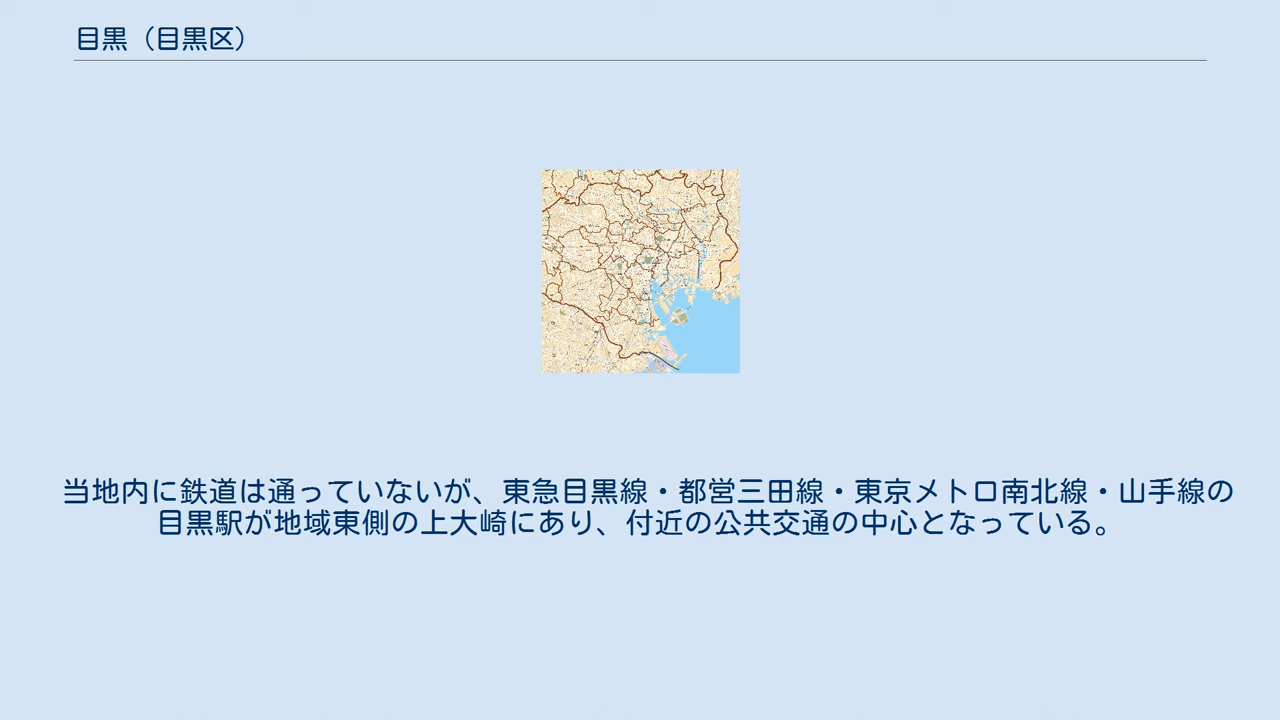 目黒（目黒区）
当地内に鉄道は通っていないが、東急目黒線・都営三田線・東京メトロ南北線・山手線の
目黒駅が地域東側の上大崎にあり、付近の公共交通の中心となっている。